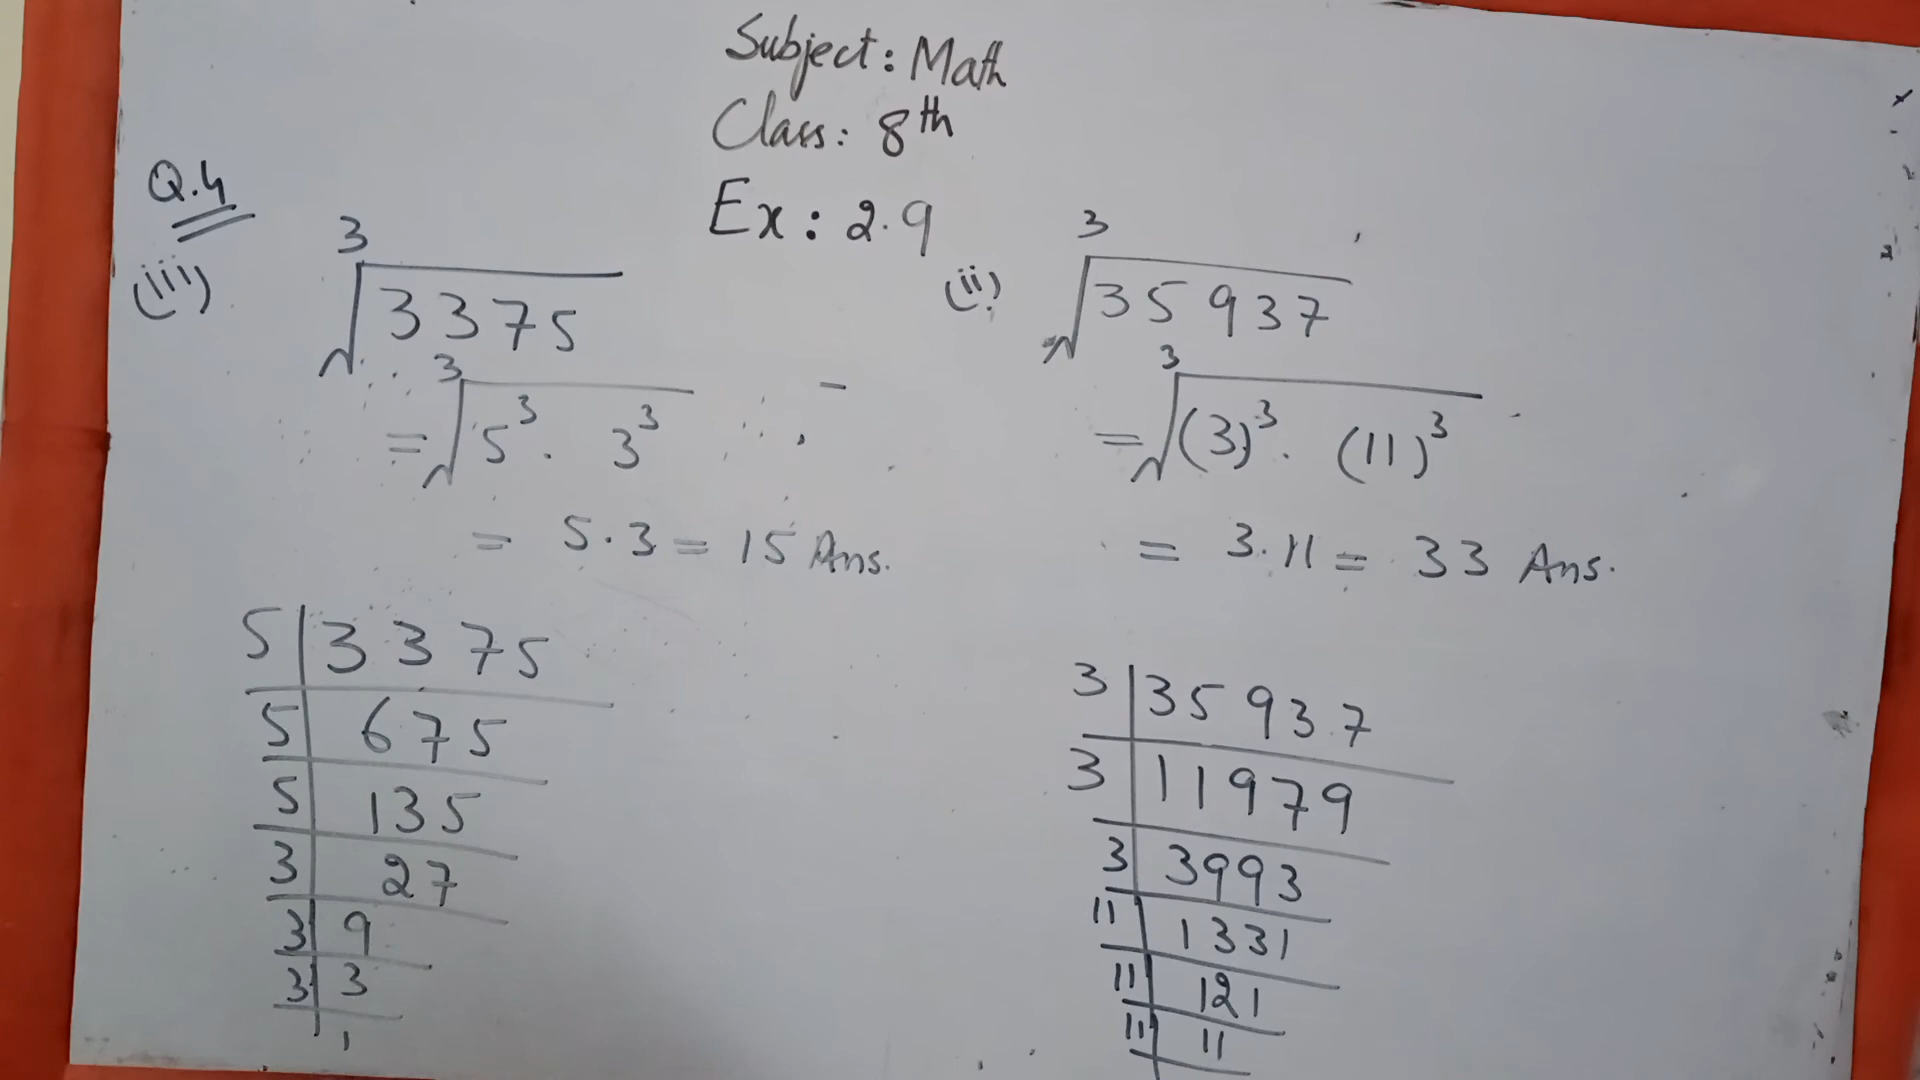 Subject: Math
Class: 8th
Ex: 2.9
Q.4
(iii) ∛3375
= ∛5³ . 3³
= 5.3 = 15 Ans.
5 | 3375
5 | 675
5 | 135
3 | 27
3 | 9
3 | 3
1
(ii) ∛35937
= ∛(3)³ . (11)³
= 3.11 = 33 Ans.
3 | 35937
3 | 11979
3 | 3993
11 | 1331
11 | 121
11 | 11